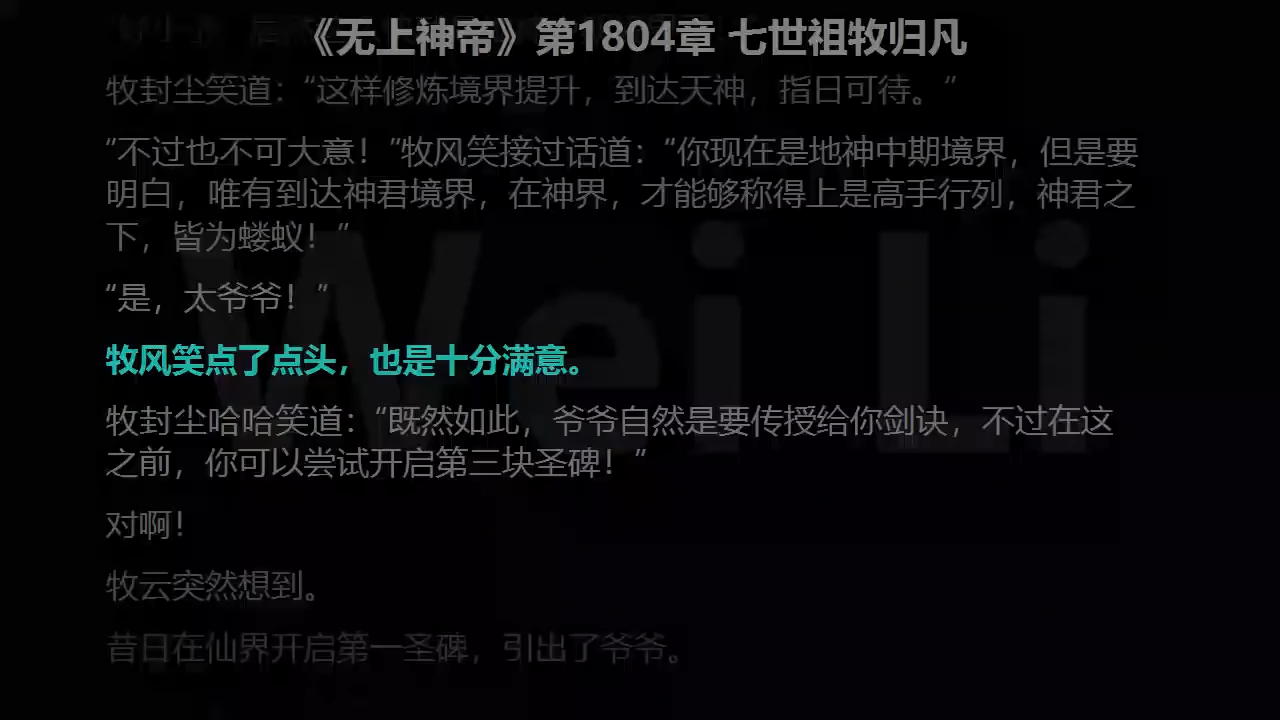 《无上神帝》第1804章 七世祖牧归凡
牧封尘笑道：“这样修炼境界提升，到达天神，指日可待。”
“不过也不可大意！“牧风笑接过话道：“你现在是地神中期境界，但是要
明白，唯有到达神君境界，在神界，才能够称得上是高手行列，神君之
下，皆为蝼蚁！”
“是，太爷爷！”
牧风笑点了点头，也是十分满意。
牧封尘哈哈笑道：“既然如此，爷爷自然是要传授给你剑诀，不过在这
之前，你可以尝试开启第三块圣碑！”
对啊！
牧云突然想到。
昔日在仙界开启第一圣碑，引出了爷爷。
Wei Li